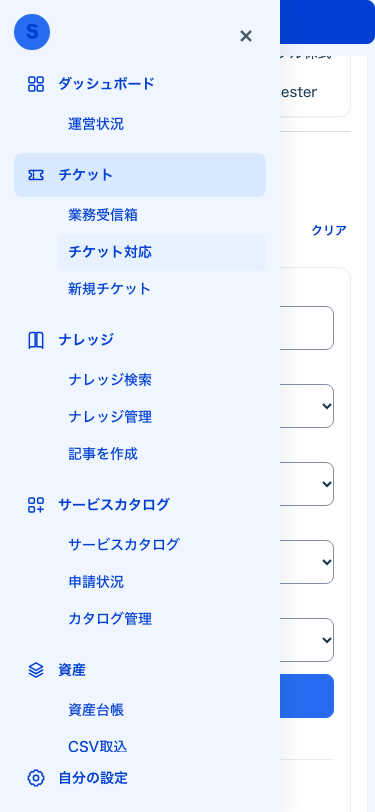 S
×
ダッシュボード
運営状況
チケット
業務受信箱
チケット対応
新規チケット
ナレッジ
ナレッジ検索
ナレッジ管理
記事を作成
サービスカタログ
サービスカタログ
申請状況
カタログ管理
資産
資産台帳
CSV取込
自分の設定
ester
クリア